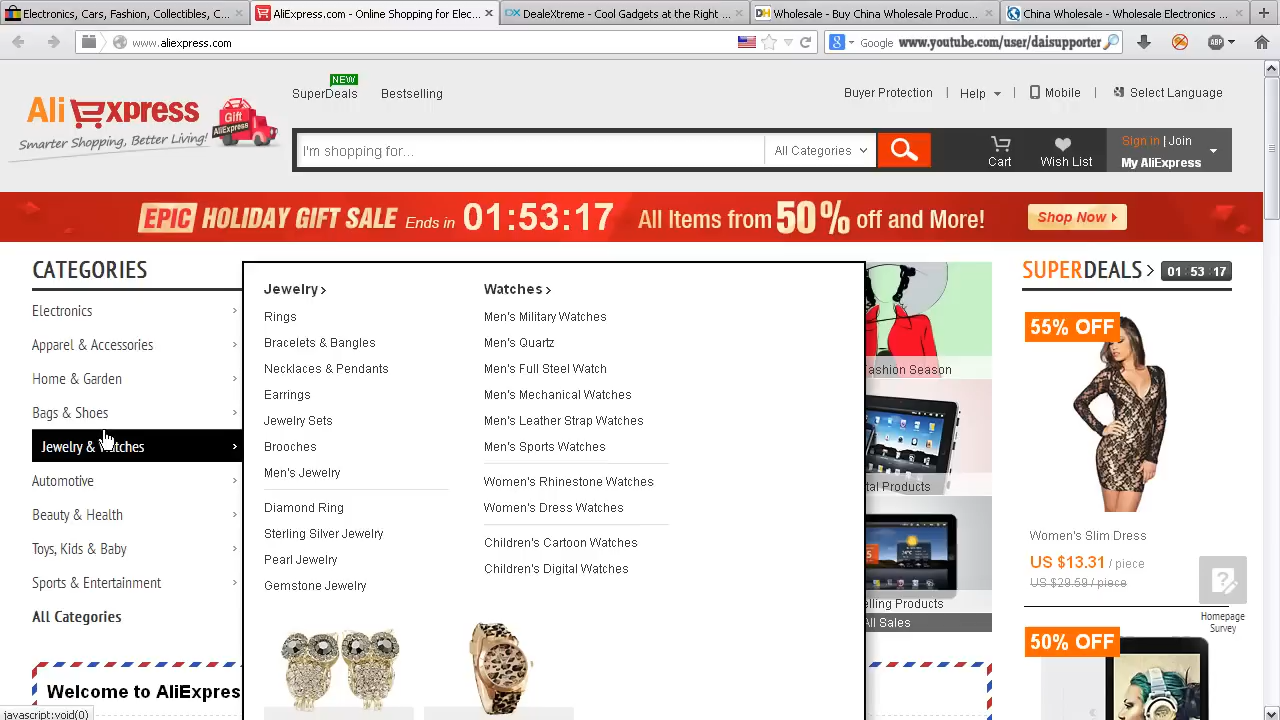 Electronics, Cars, Fashion, Collectibles, C...
AliExpress.com - Online Shopping for Elec...
DealeXtreme - Cool Gadgets at the Right ...
Wholesale - Buy China Wholesale Produc...
China Wholesale - Wholesale Electronics ...
www.aliexpress.com
Google www.youtube.com/user/daisupporter
ABP
AliExpress
Smarter Shopping, Better Living!
Gift
AliExpress
NEW
SuperDeals Bestselling
Buyer Protection | Help | Mobile | Select Language
I'm shopping for... All Categories
Cart
Wish List
Sign in | Join
My AliExpress
EPIC HOLIDAY GIFT SALE Ends in 01:53:17 All Items from 50% off and More! Shop Now
CATEGORIES
Electronics
Apparel & Accessories
Home & Garden
Bags & Shoes
Jewelry & Watches
Automotive
Beauty & Health
Toys, Kids & Baby
Sports & Entertainment
All Categories
Jewelry
Rings
Bracelets & Bangles
Necklaces & Pendants
Earrings
Jewelry Sets
Brooches
Men's Jewelry
Diamond Ring
Sterling Silver Jewelry
Pearl Jewelry
Gemstone Jewelry
Watches
Men's Military Watches
Men's Quartz
Men's Full Steel Watch
Men's Mechanical Watches
Men's Leather Strap Watches
Men's Sports Watches
Women's Rhinestone Watches
Women's Dress Watches
Children's Cartoon Watches
Children's Digital Watches
ashion Season
tal Products
elling Products
All Sales
SUPERDEALS 01 53 17
55% OFF
Women's Slim Dress
US $13.31 / piece
US $29.59 / piece
50% OFF
Homepage
Survey
Welcome to AliExpres
javascript:void(0)